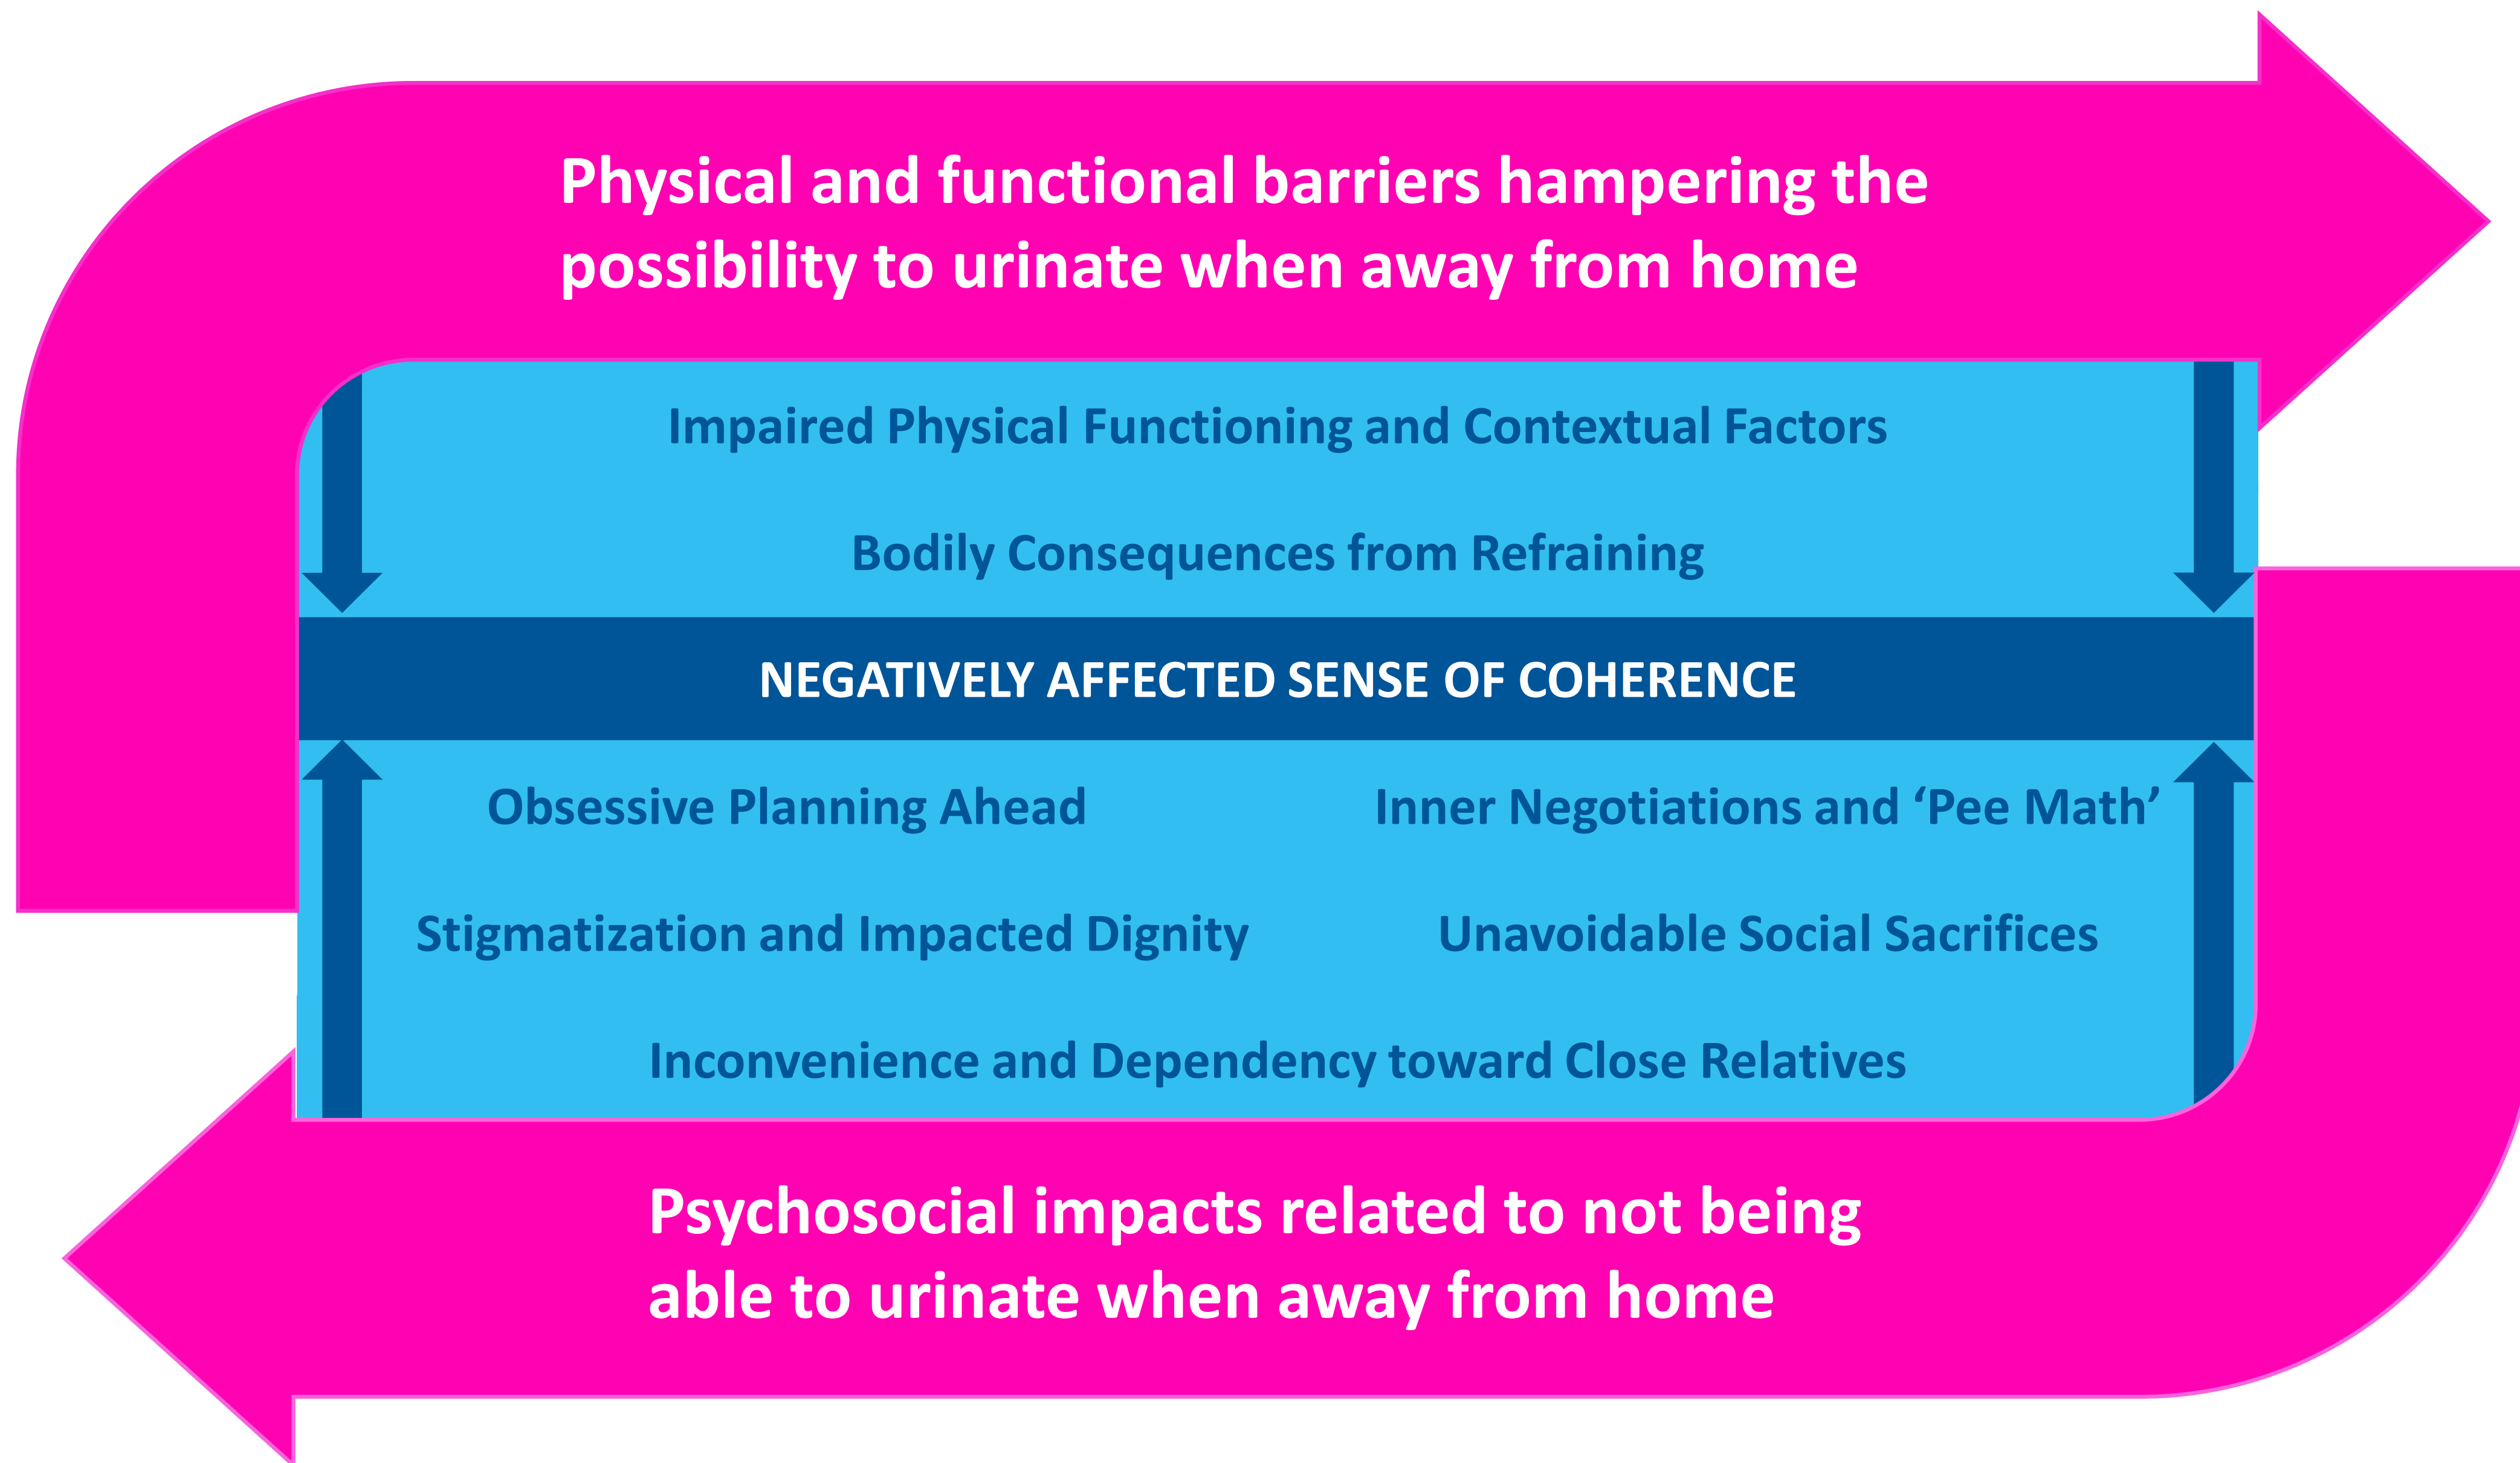 Physical and functional barriers hampering the
possibility to urinate when away from home
Impaired Physical Functioning and Contextual Factors
Bodily Consequences from Refraining
NEGATIVELY AFFECTED SENSE OF COHERENCE
Obsessive Planning Ahead
Inner Negotiations and ‘Pee Math’
Stigmatization and Impacted Dignity
Unavoidable Social Sacrifices
Inconvenience and Dependency toward Close Relatives
Psychosocial impacts related to not being
able to urinate when away from home